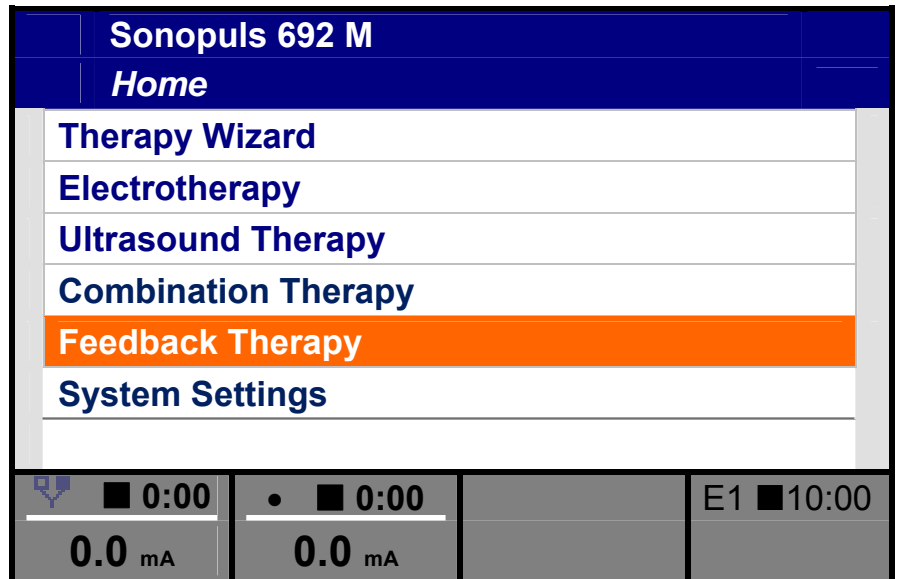 Sonopuls 692 M
Home
Therapy Wizard
Electrotherapy
Ultrasound Therapy
Combination Therapy
Feedback Therapy
System Settings
0:00 0:00 E1 10:00
0.0 mA 0.0 mA